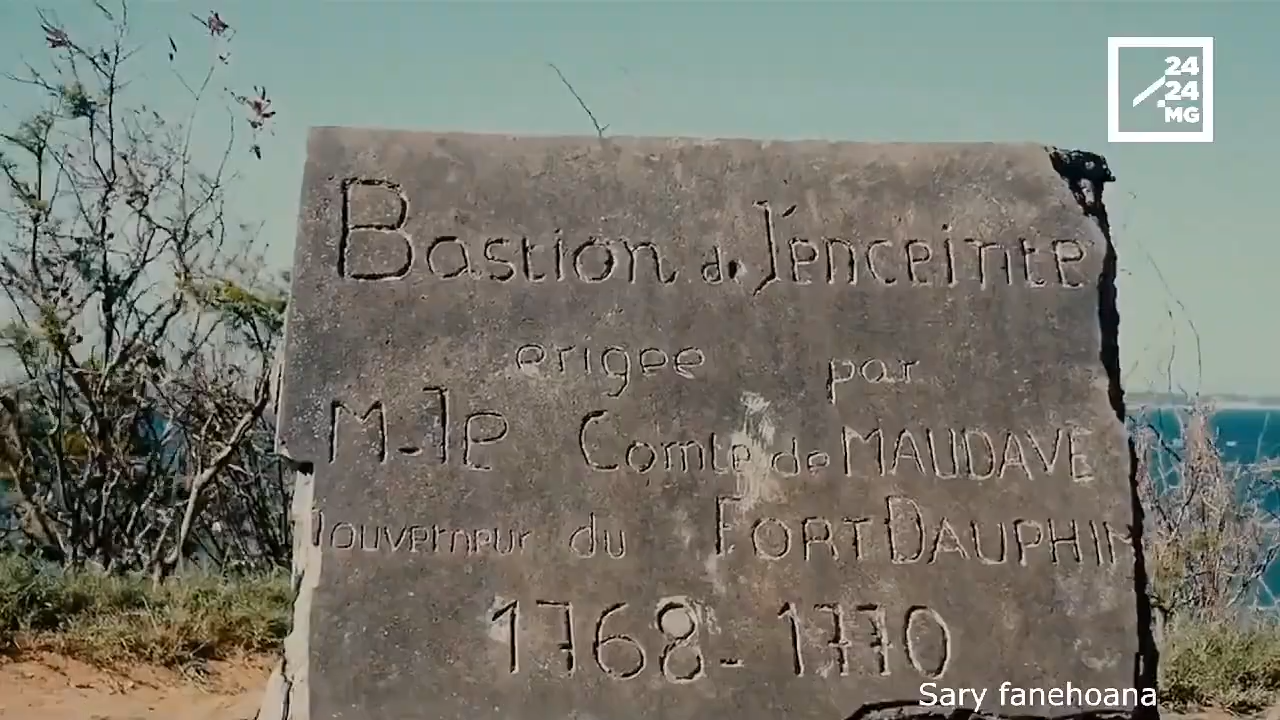 24
24
.MG
Bastion de l'enceinte
erigee par
M-le Comte de MAUDAVE
Gouverneur du FORT DAUPHIN
1768-1770
Sary fanehoana